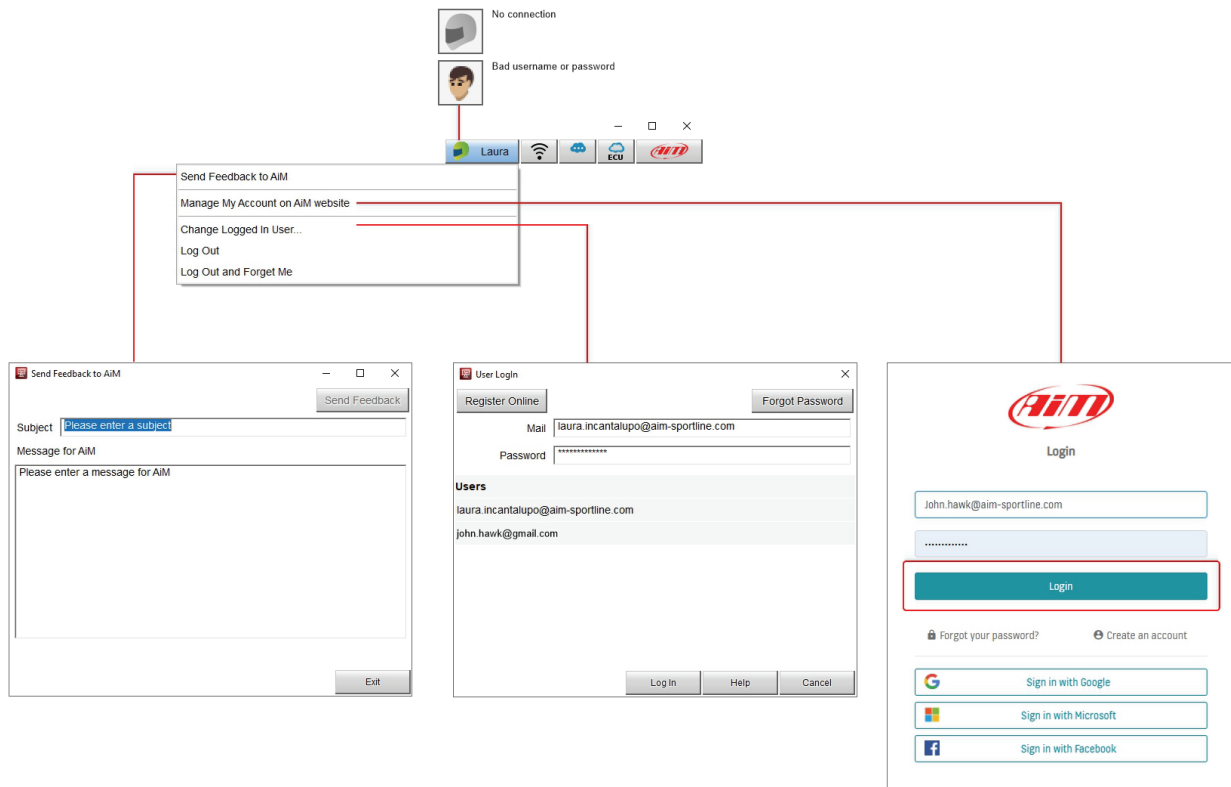 No connection
Bad username or password
Laura
ECU
AiM
Send Feedback to AiM
Manage My Account on AiM website
Change Logged In User...
Log Out
Log Out and Forget Me
Send Feedback to AiM
Send Feedback
Subject Please enter a subject
Message for AiM
Please enter a message for AiM
Exit
User LogIn
Register Online Forgot Password
Mail laura.incantalupo@aim-sportline.com
Password *************
Users
laura.incantalupo@aim-sportline.com
john.hawk@gmail.com
Log In Help Cancel
AiM
Login
John.hawk@aim-sportline.com
•••••••••••••
Login
Forgot your password? Create an account
Sign in with Google
Sign in with Microsoft
Sign in with Facebook